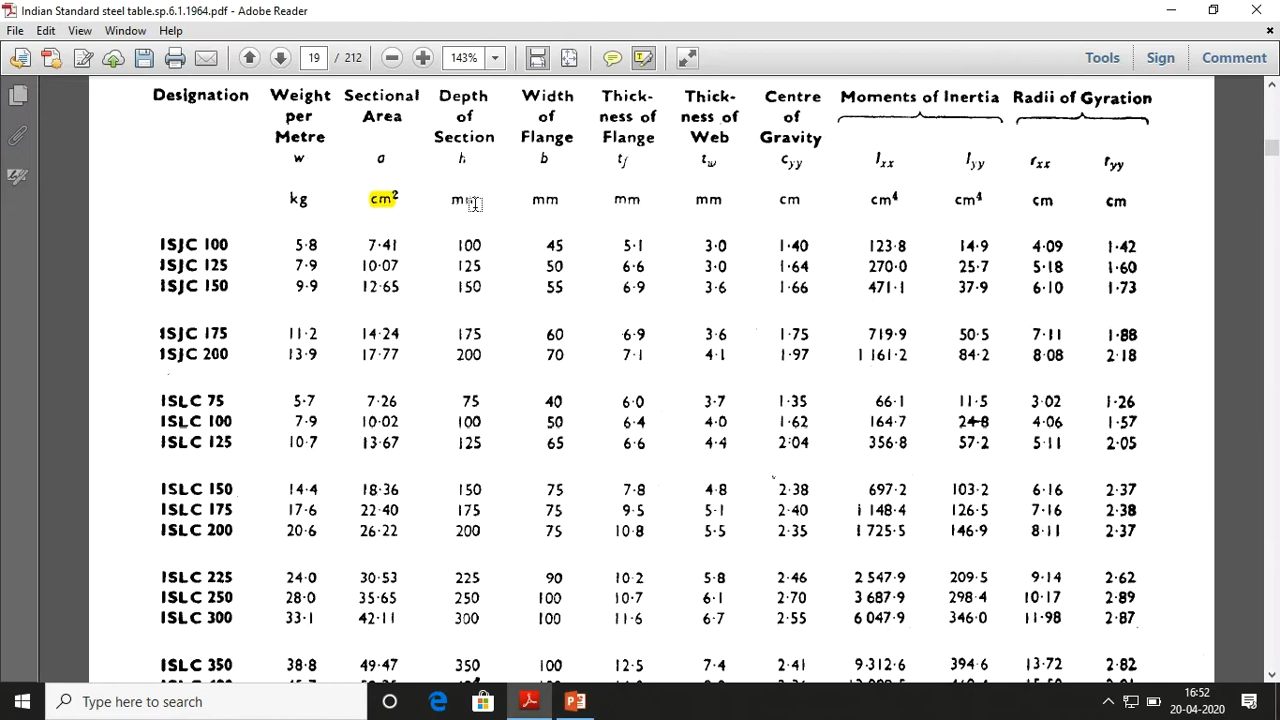 Indian Standard steel table.sp.6.1.1964.pdf - Adobe Reader
File Edit View Window Help
19 / 212 143% Tools Sign Comment
Designation Weight per Metre Sectional Area Depth of Section Width of Flange Thick-ness of Flange Thick-ness of Web Centre of Gravity Moments of Inertia Radii of Gyration
w a h b tf tw cyy Ixx Iyy rxx ryy
kg cm² mm mm mm mm cm cm⁴ cm⁴ cm cm
ISJC 100 5·8 7·41 100 45 5·1 3·0 1·40 123·8 14·9 4·09 1·42
ISJC 125 7·9 10·07 125 50 6·6 3·0 1·64 270·0 25·7 5·18 1·60
ISJC 150 9·9 12·65 150 55 6·9 3·6 1·66 471·1 37·9 6·10 1·73
ISJC 175 11·2 14·24 175 60 6·9 3·6 1·75 719·9 50·5 7·11 1·88
ISJC 200 13·9 17·77 200 70 7·1 4·1 1·97 1 161·2 84·2 8·08 2·18
ISLC 75 5·7 7·26 75 40 6·0 3·7 1·35 66·1 11·5 3·02 1·26
ISLC 100 7·9 10·02 100 50 6·4 4·0 1·62 164·7 24·8 4·06 1·57
ISLC 125 10·7 13·67 125 65 6·6 4·4 2·04 356·8 57·2 5·11 2·05
ISLC 150 14·4 18·36 150 75 7·8 4·8 2·38 697·2 103·2 6·16 2·37
ISLC 175 17·6 22·40 175 75 9·5 5·1 2·40 1 148·4 126·5 7·16 2·38
ISLC 200 20·6 26·22 200 75 10·8 5·5 2·35 1 725·5 146·9 8·11 2·37
ISLC 225 24·0 30·53 225 90 10·2 5·8 2·46 2 547·9 209·5 9·14 2·62
ISLC 250 28·0 35·65 250 100 10·7 6·1 2·70 3 687·9 298·4 10·17 2·89
ISLC 300 33·1 42·11 300 100 11·6 6·7 2·55 6 047·9 346·0 11·98 2·87
ISLC 350 38·8 49·47 350 100 12·5 7·4 2·41 9·312·6 394·6 13·72 2·82
Type here to search
16:52
20-04-2020